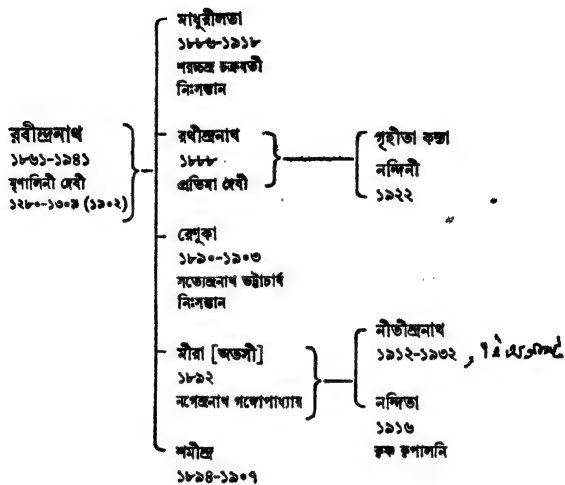 মাধুরীলতা
১৮৮৬-১৯১৮
শরচ্চন্দ্র চক্রবর্তী
নিঃসন্তান
রবীন্দ্রনাথ
১৮৬১-১৯৪১
মৃণালিনী দেবী
১২৮০-১৩০৯ (১৯০২)
রথীন্দ্রনাথ
১৮৮৮
প্রতিমা দেবী
গৃহীতা কন্যা
নন্দিনী
১৯২২
রেণুকা
১৮৯০-১৯০৩
সত্যেন্দ্রনাথ ভট্টাচার্য
নিঃসন্তান
মীরা [অতসী]
১৮৯২
নগেন্দ্রনাথ গঙ্গোপাধ্যায়
নীতীন্দ্রনাথ
১৯১২-১৯৩২
নন্দিতা
১৯১৬
কৃষ্ণ কৃপালনি
শমীন্দ্র
১৮৯৪-১৯০৭